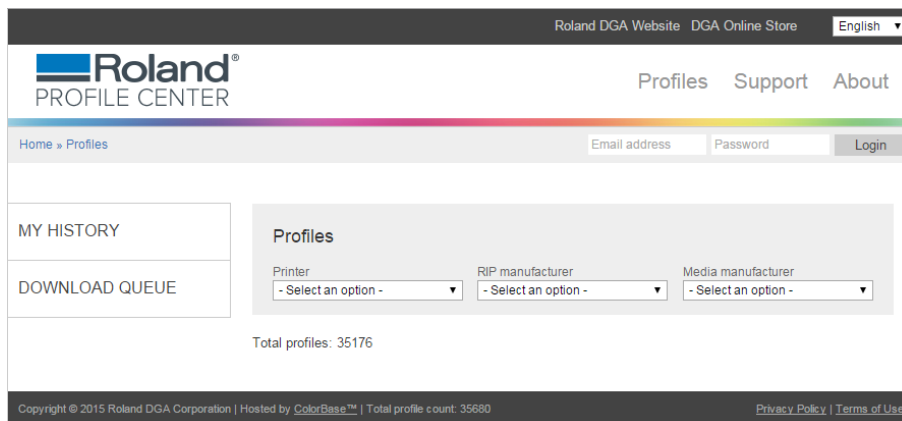 Roland DGA Website DGA Online Store English
Roland®
PROFILE CENTER
Profiles Support About
Home » Profiles Email address Password Login
MY HISTORY
DOWNLOAD QUEUE
Profiles
Printer RIP manufacturer Media manufacturer
- Select an option - - Select an option - - Select an option -
Total profiles: 35176
Copyright © 2015 Roland DGA Corporation | Hosted by ColorBase™ | Total profile count: 35680 Privacy Policy | Terms of Use